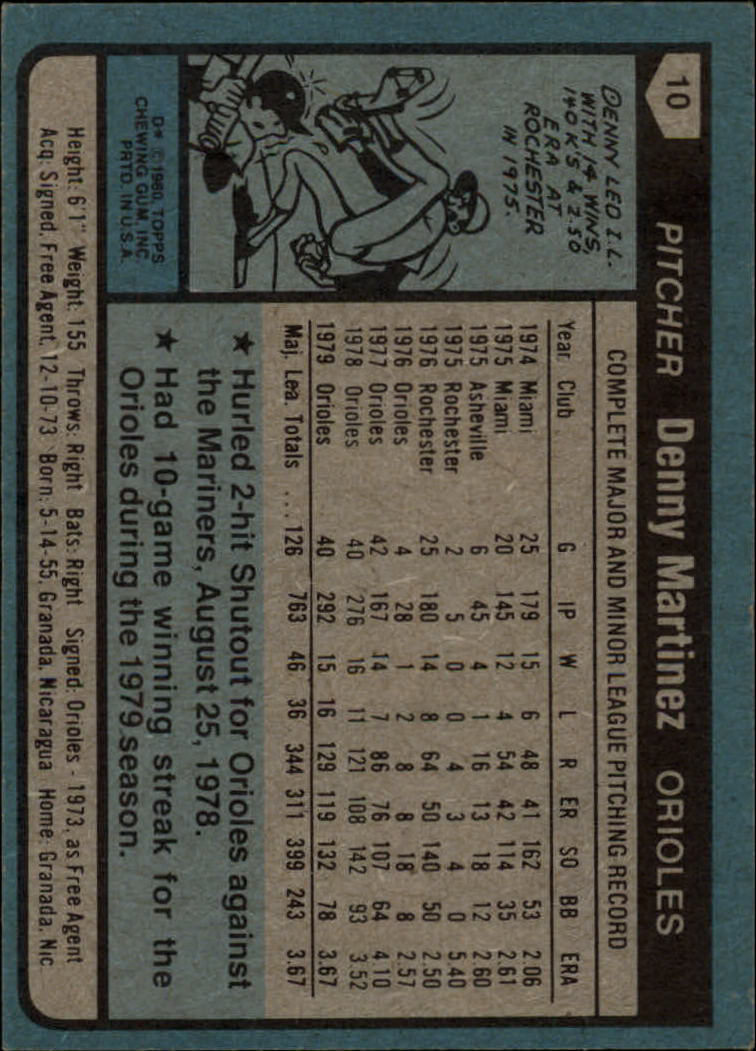 10
PITCHER Denny Martinez ORIOLES
DENNY LED I.L.
WITH 14 WINS,
140 K'S & 2.50
ERA AT
ROCHESTER
IN 1975.
D* © 1980, TOPPS
CHEWING GUM, INC.
PRTD. IN U.S.A.
COMPLETE MAJOR AND MINOR LEAGUE PITCHING RECORD
Year Club G IP W L R ER SO BB ERA
1974 Miami 25 179 15 6 48 41 162 53 2.06
1975 Miami 20 145 12 4 54 42 114 35 2.61
1975 Asheville 6 45 4 1 16 13 18 12 2.60
1975 Rochester 2 5 0 0 4 3 4 0 5.40
1976 Rochester 25 180 14 8 64 50 140 50 2.50
1976 Orioles 4 28 1 2 8 8 18 8 2.57
1977 Orioles 42 167 14 7 86 76 107 64 4.10
1978 Orioles 40 276 16 11 121 108 142 93 3.52
1979 Orioles 40 292 15 16 129 119 132 78 3.67
Maj. Lea. Totals ... 126 763 46 36 344 311 399 243 3.67
★ Hurled 2-hit Shutout for Orioles against
the Mariners, August 25, 1978.
★ Had 10-game winning streak for the
Orioles during the 1979 season.
Height: 6'1" Weight: 155 Throws: Right Bats: Right Signed: Orioles - 1973, as Free Agent
Acq: Signed, Free Agent, 12-10-73 Born: 5-14-55, Granada, Nicaragua Home: Granada, Nic